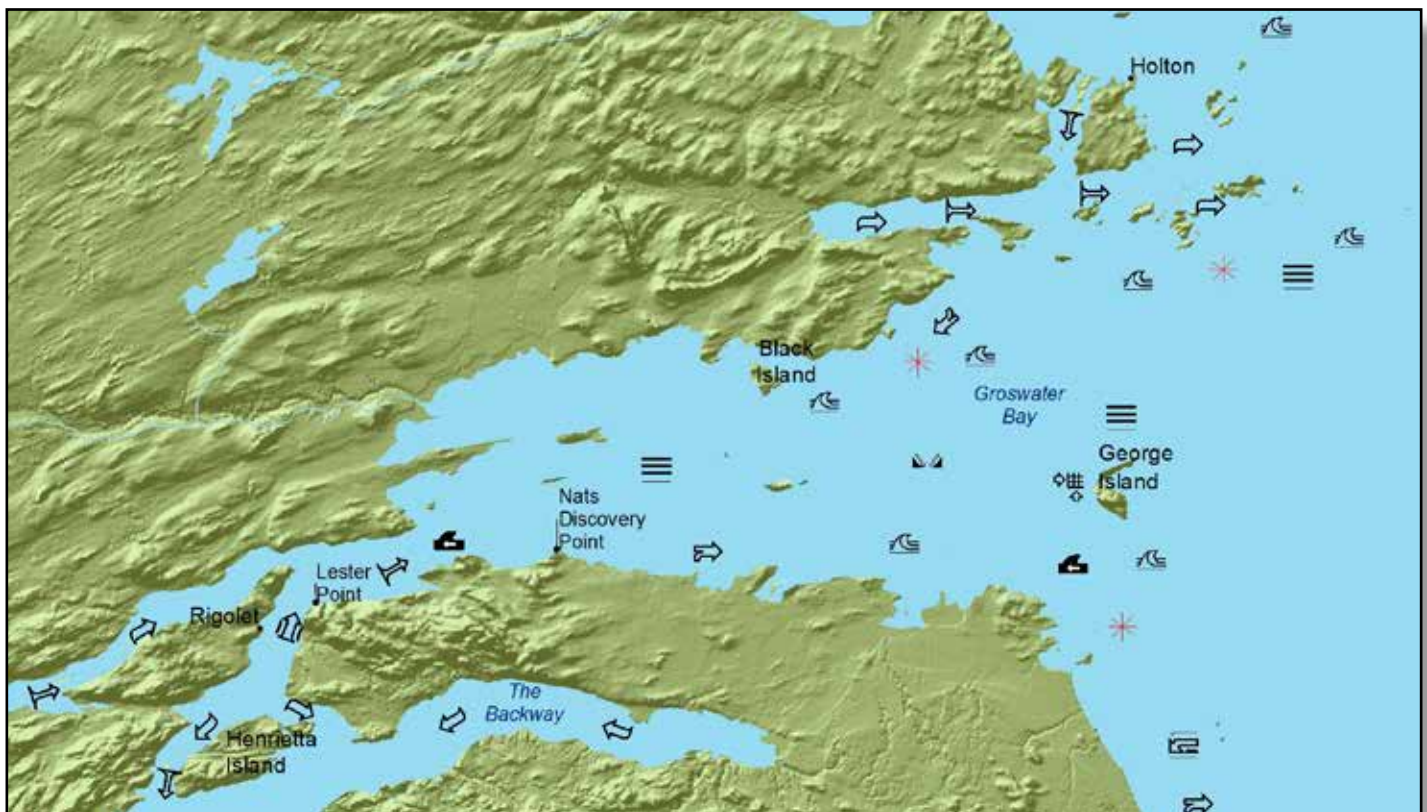 Holton
Black
Island
Groswater
Bay
George
Island
Nats
Discovery
Point
Lester
Point
Rigolet
The
Backway
Henrietta
Island